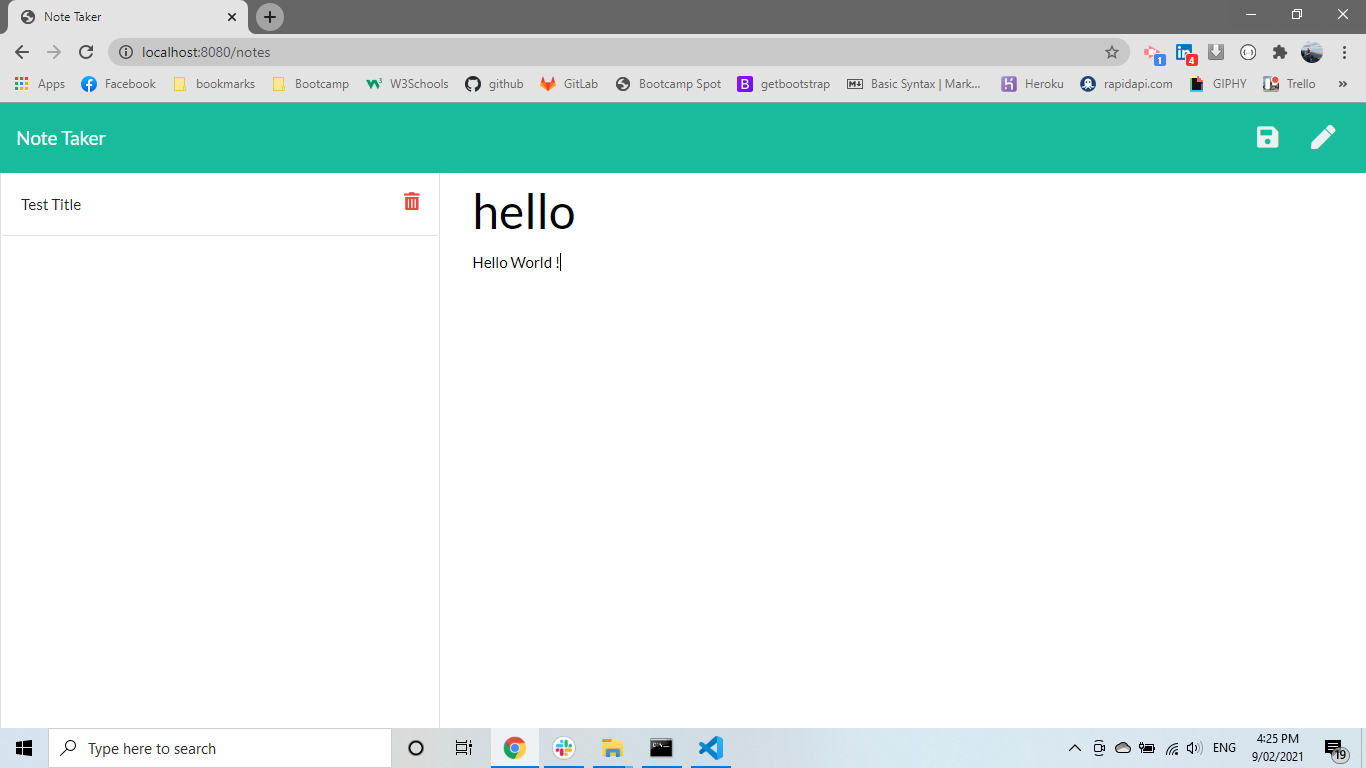 Note Taker
localhost:8080/notes
1
4
Apps Facebook bookmarks Bootcamp W3Schools github GitLab Bootcamp Spot B getbootstrap Basic Syntax | Mark... Heroku rapidapi.com GIPHY Trello »
Note Taker
Test Title
hello
Hello World !
Type here to search
ENG
4:25 PM
9/02/2021
19